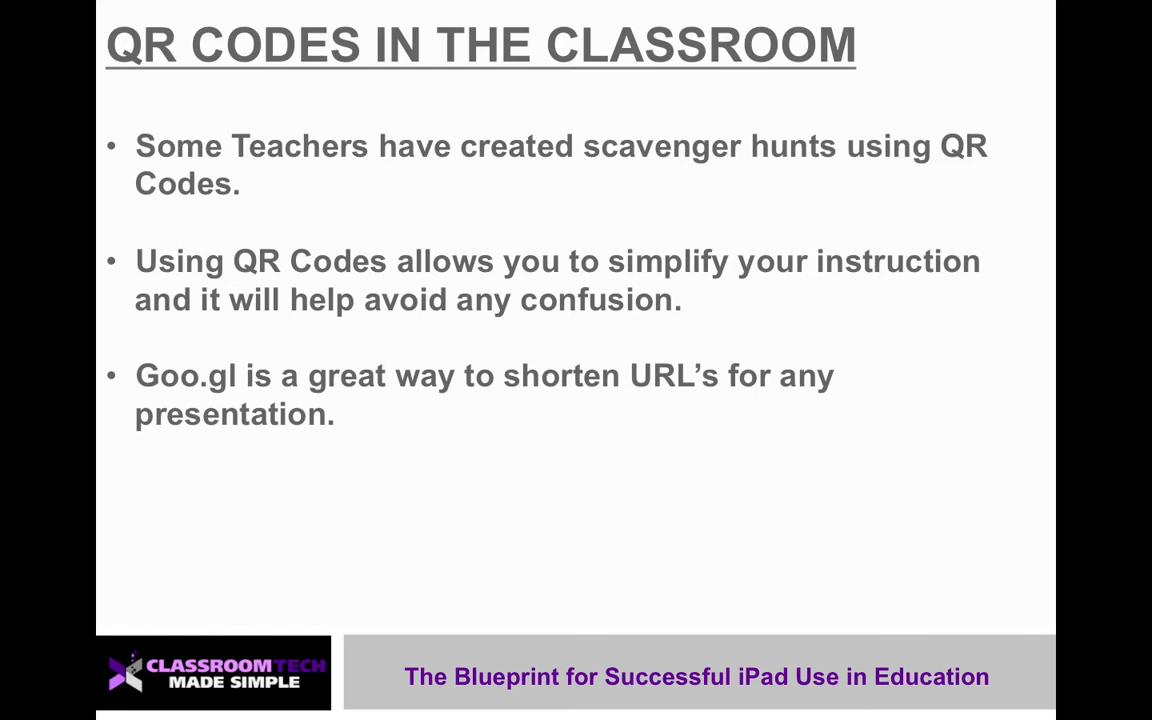 QR CODES IN THE CLASSROOM
• Some Teachers have created scavenger hunts using QR
Codes.
• Using QR Codes allows you to simplify your instruction
and it will help avoid any confusion.
• Goo.gl is a great way to shorten URL’s for any
presentation.
CLASSROOMTECH
MADE SIMPLE
The Blueprint for Successful iPad Use in Education